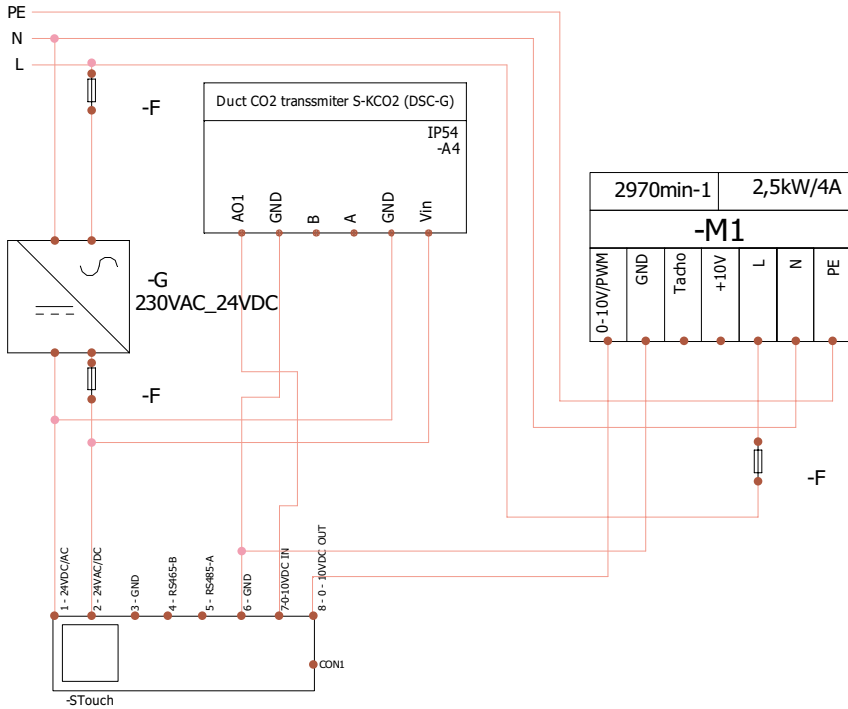 PE
N
L
-F
Duct CO2 transsmiter S-KCO2 (DSC-G)
IP54
-A4
AO1
GND
B
A
GND
Vin
2970min-1
2,5kW/4A
-M1
0-10V/PWM
GND
Tacho
+10V
L
N
PE
-G
230VAC_24VDC
-F
-F
1 - 24VDC/AC
2 - 24VAC/DC
3 - GND
4 - RS465-B
5 - RS485-A
6 - GND
7-0-10VDC IN
8 - 0 - 10VDC OUT
CON1
-STouch